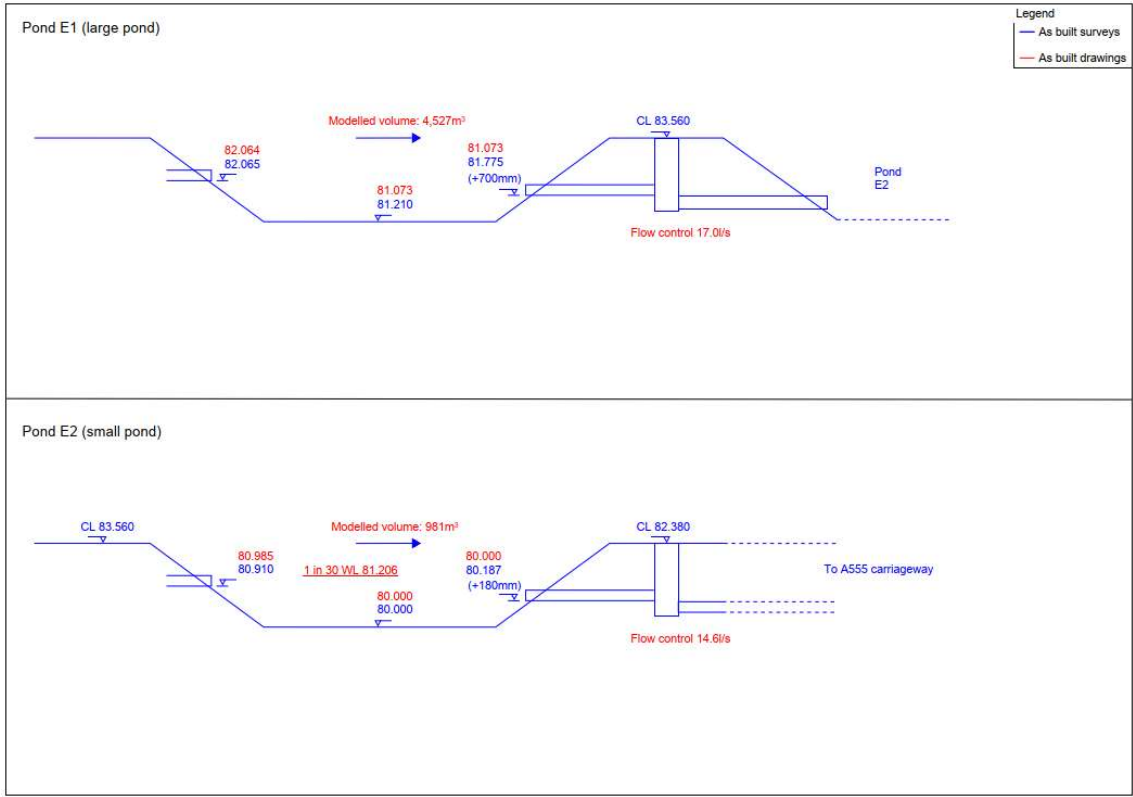 Pond E1 (large pond)
Legend
As built surveys
As built drawings
Modelled volume: 4,527m³
CL 83.560
82.064
82.065
81.073
81.775
(+700mm)
81.073
81.210
Pond
E2
Flow control 17.0l/s
Pond E2 (small pond)
CL 83.560
Modelled volume: 981m³
CL 82.380
80.985
80.910
1 in 30 WL 81.206
80.000
80.187
(+180mm)
80.000
80.000
To A555 carriageway
Flow control 14.6l/s